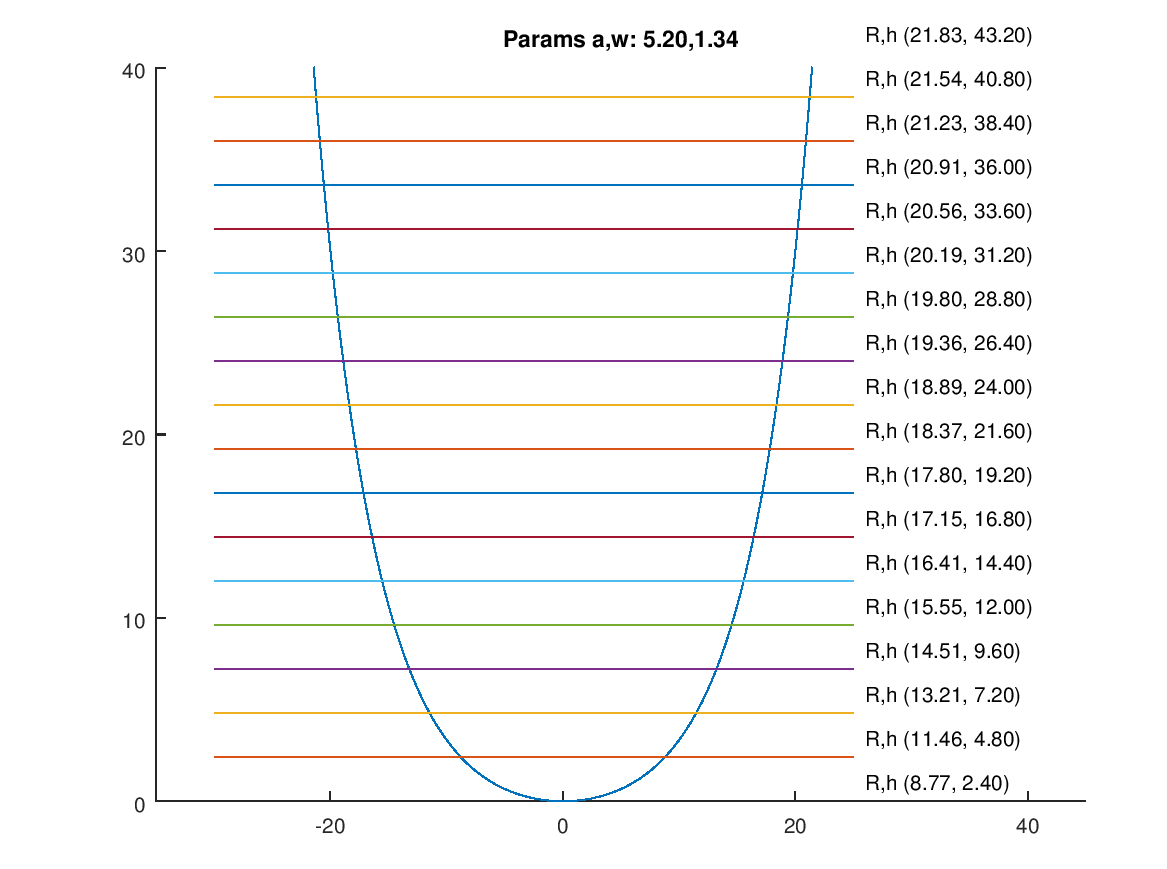 Params a,w: 5.20,1.34
R,h (21.83, 43.20)
R,h (21.54, 40.80)
R,h (21.23, 38.40)
R,h (20.91, 36.00)
R,h (20.56, 33.60)
R,h (20.19, 31.20)
R,h (19.80, 28.80)
R,h (19.36, 26.40)
R,h (18.89, 24.00)
R,h (18.37, 21.60)
R,h (17.80, 19.20)
R,h (17.15, 16.80)
R,h (16.41, 14.40)
R,h (15.55, 12.00)
R,h (14.51, 9.60)
R,h (13.21, 7.20)
R,h (11.46, 4.80)
R,h (8.77, 2.40)
40
30
20
10
0
-20 0 20 40